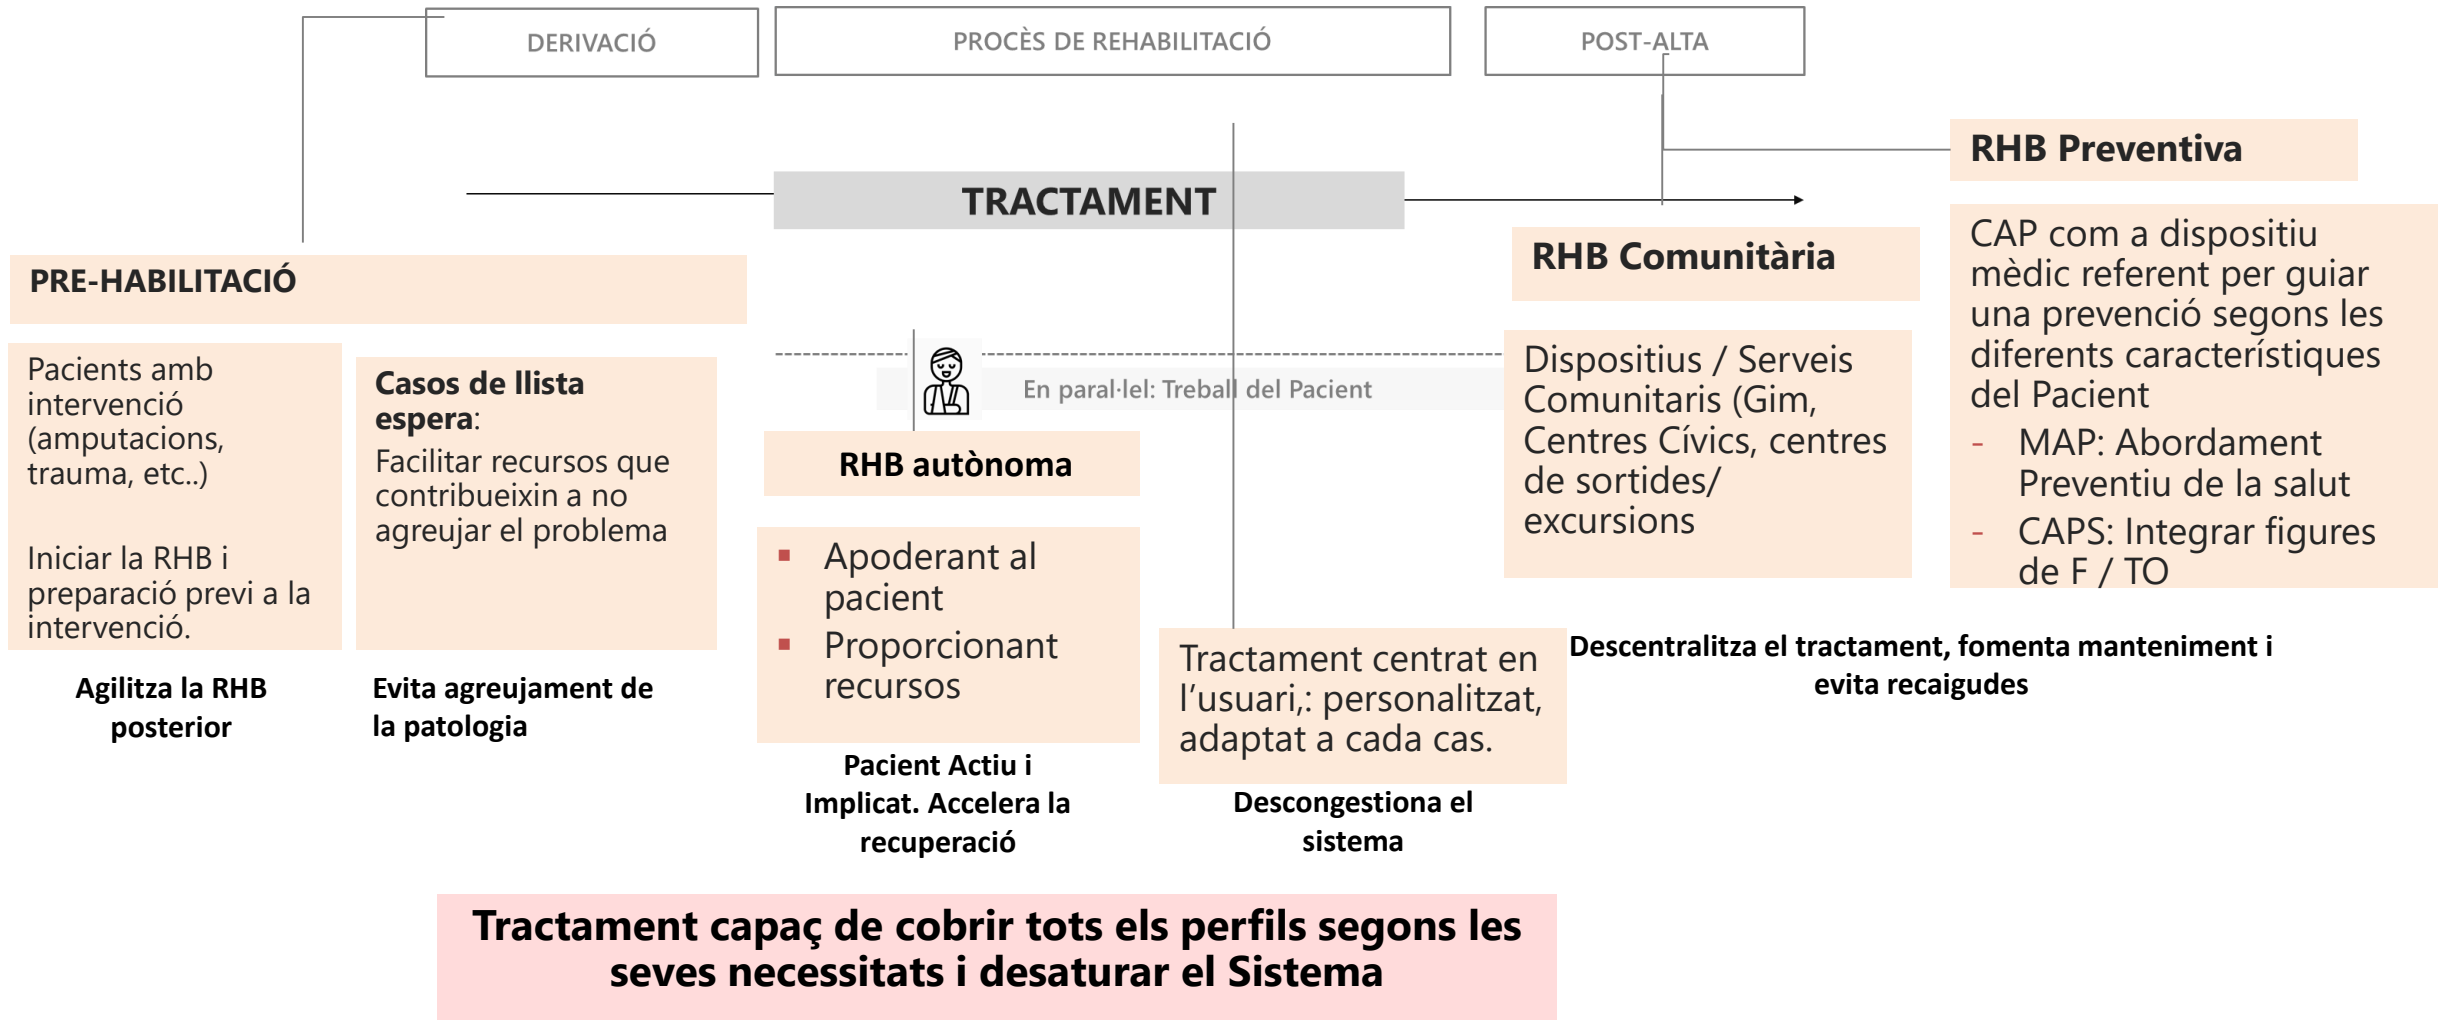 DERIVACIÓ
PROCÈS DE REHABILITACIÓ
POST-ALTA
TRACTAMENT
PRE-HABILITACIÓ
Pacients amb
intervenció
(amputacions,
trauma, etc..)
Iniciar la RHB i
preparació previ a la
intervenció.
Agilitza la RHB
posterior
Casos de llista
espera:
Facilitar recursos que
contribueixin a no
agreujar el problema
Evita agreujament de
la patologia
En paral·lel: Treball del Pacient
RHB autònoma
▪ Apoderant al
pacient
▪ Proporcionant
recursos
Pacient Actiu i
Implicat. Accelera la
recuperació
Tractament centrat en
l’usuari,: personalitzat,
adaptat a cada cas.
Descongestiona el
sistema
RHB Comunitària
Dispositius / Serveis
Comunitaris (Gim,
Centres Cívics, centres
de sortides/
excursions
RHB Preventiva
CAP com a dispositiu
mèdic referent per guiar
una prevenció segons les
diferents característiques
del Pacient
- MAP: Abordament
Preventiu de la salut
- CAPS: Integrar figures
de F / TO
Descentralitza el tractament, fomenta manteniment i
evita recaigudes
Tractament capaç de cobrir tots els perfils segons les
seves necessitats i desaturar el Sistema